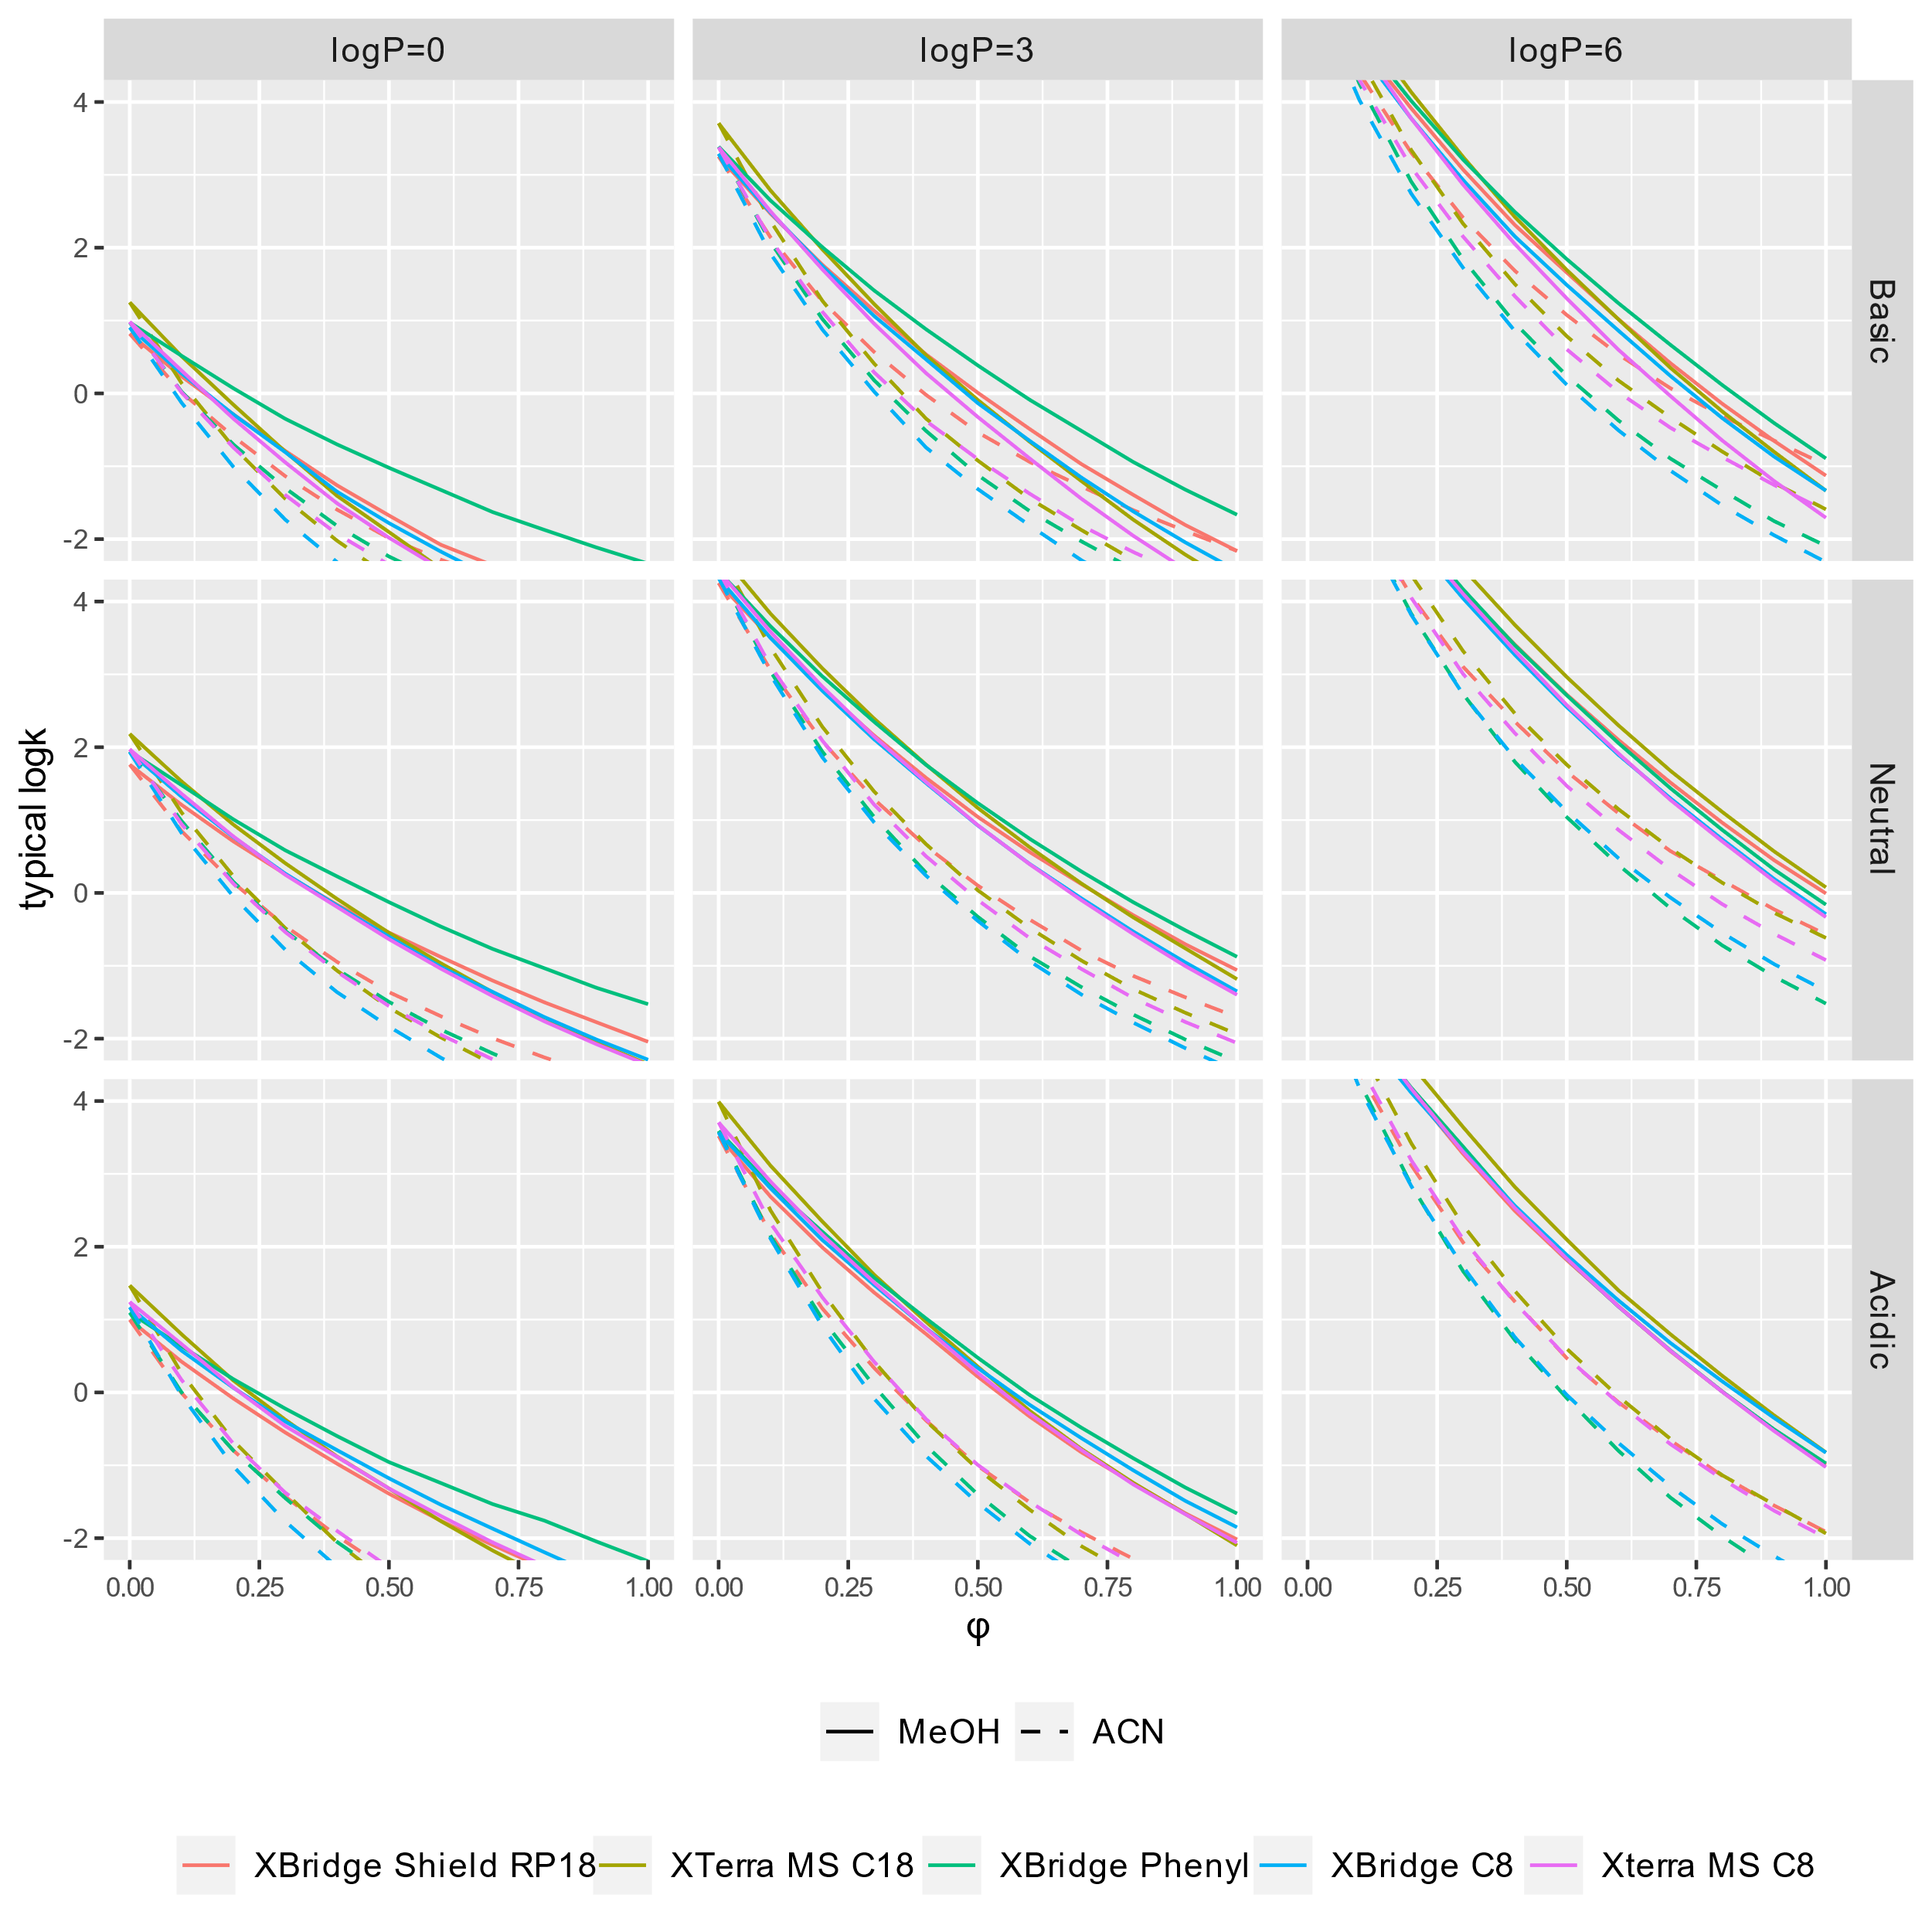 logP=0 logP=3 logP=6
4
2
0
-2
Basic
4
2
0
-2
Neutral
4
2
0
-2
Acidic
typical logk
0.00 0.25 0.50 0.75 1.00 0.00 0.25 0.50 0.75 1.00 0.00 0.25 0.50 0.75 1.00
φ
MeOH ACN
XBridge Shield RP18 XTerra MS C18 XBridge Phenyl XBridge C8 Xterra MS C8